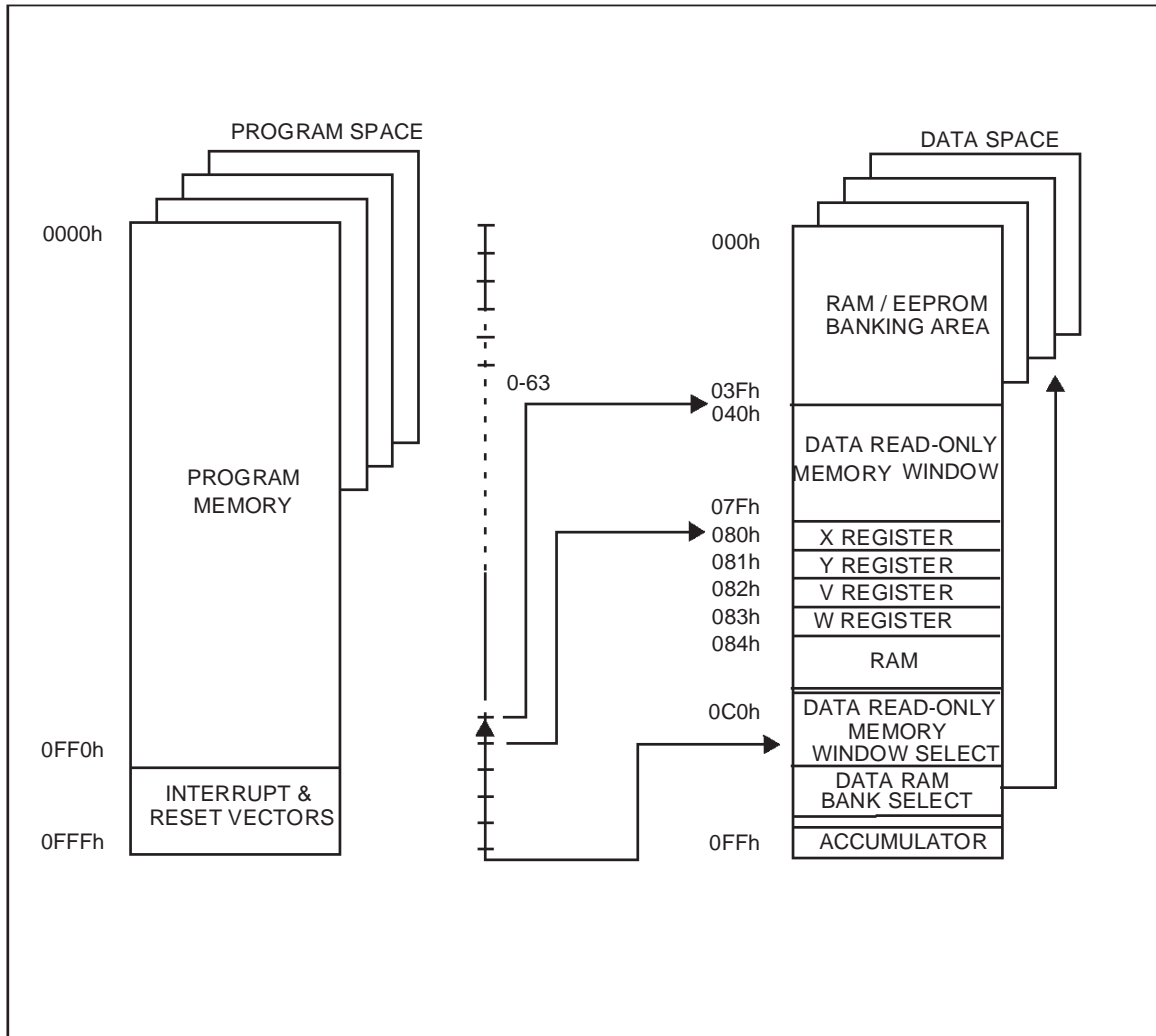 PROGRAM SPACE
0000h
PROGRAM
MEMORY
0FF0h
INTERRUPT &
RESET VECTORS
0FFFh
0-63
DATA SPACE
000h
RAM / EEPROM
BANKING AREA
03Fh
040h
DATA READ-ONLY
MEMORY WINDOW
07Fh
080h
X REGISTER
081h
Y REGISTER
082h
V REGISTER
083h
W REGISTER
084h
RAM
0C0h
DATA READ-ONLY
MEMORY
WINDOW SELECT
DATA RAM
BANK SELECT
0FFh
ACCUMULATOR